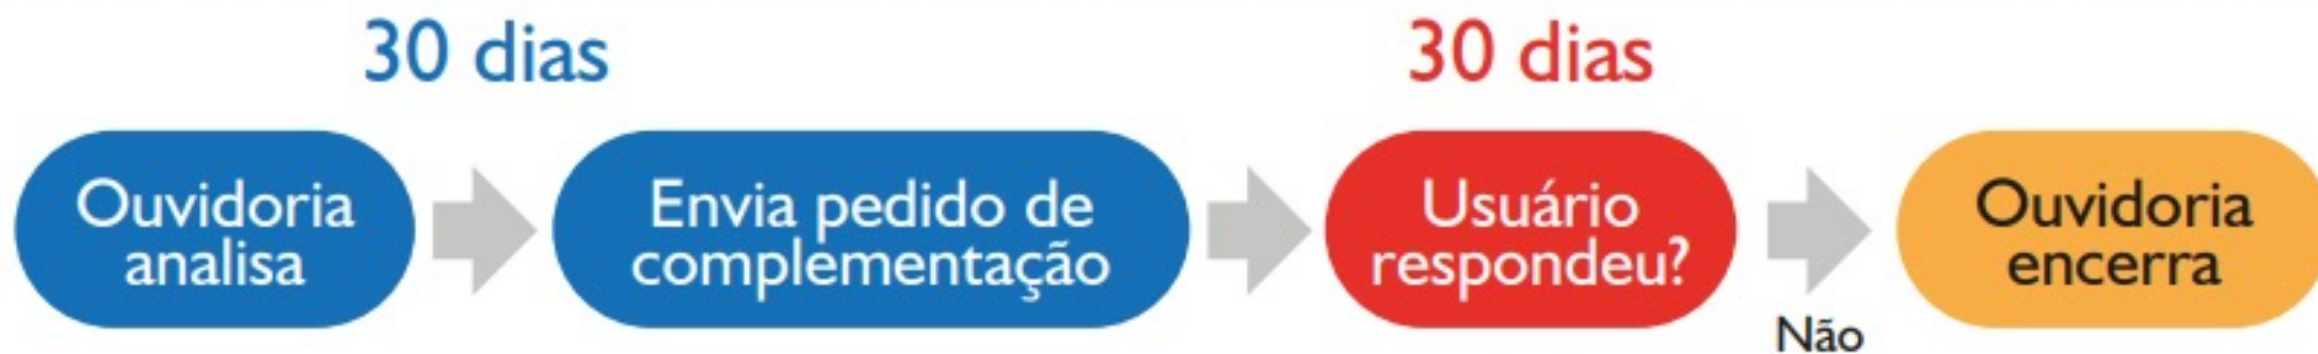 30 dias
30 dias
Ouvidoria
analisa
Envia pedido de
complementação
Usuário
respondeu?
Não
Ouvidoria
encerra